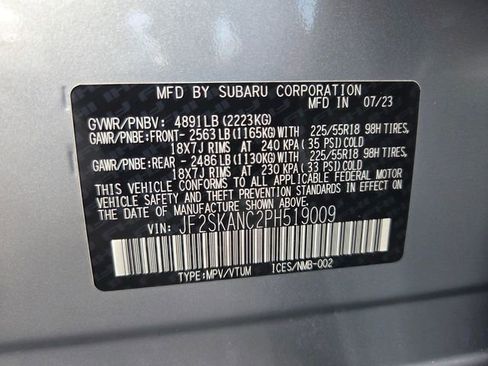 MFD BY SUBARU CORPORATION
MFD IN 07/23
GVWR/PNBV: 4891LB(2223KG)
GAWR/PNBE:FRONT- 2563LB(1165KG)WITH 225/55R18 98H TIRES,
18X7J RIMS AT 240 KPA( 35 PSI)COLD
GAWR/PNBE:REAR - 2486LB(1130KG)WITH 225/55R18 98H TIRES,
18X7J RIMS AT 230 KPA( 33 PSI)COLD
THIS VEHICLE CONFORMS TO ALL APPLICABLE FEDERAL MOTOR
VEHICLE SAFETY AND THEFT PREVENTION STANDARDS IN EFFECT ON THE
DATE OF MANUFACTURE SHOWN ABOVE.
VIN: JF2SKANC2PH519009
TYPE:MPV/VTUM ICES/NMB-002